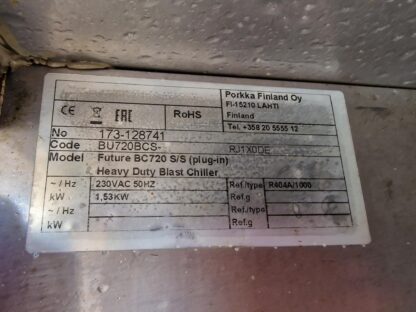 Porkka Finland Oy
FI-15210 LAHTI
Finland
Tel. +358 20 5555 12
CE EAC RoHS
No 173-128741
Code BU720BCS- RJ1X0DE
Model Future BC720 S/S (plug-in)
Heavy Duty Blast Chiller
~ / Hz 230VAC 50HZ Ref./type R404A/1000
kW 1,53KW Ref.g
~ / Hz Ref./type
kW Ref.g